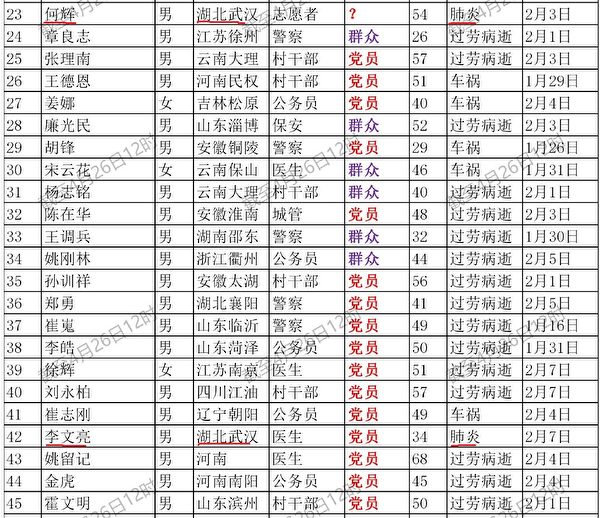 23 何辉 男 湖北武汉 志愿者 ? 54 肺炎 2月3日
24 章良志 男 江苏徐州 警察 群众 26 过劳病逝 2月1日
25 张理南 男 云南大理 村干部 党员 57 过劳病逝 2月3日
26 王德恩 男 河南民权 村干部 党员 51 车祸 1月29日
27 姜娜 女 吉林松原 公务员 党员 40 车祸 2月4日
28 廉光民 男 山东淄博 保安 群众 52 过劳病逝 2月3日
29 胡锋 男 安徽铜陵 警察 党员 29 车祸 1月26日
30 宋云花 女 云南保山 医生 群众 46 车祸 1月31日
31 杨志铭 男 云南大理 村干部 群众 40 过劳病逝 2月1日
32 陈在华 男 安徽淮南 城管 党员 48 过劳病逝 2月3日
33 王调兵 男 湖南邵东 警察 群众 32 过劳病逝 1月30日
34 姚刚林 男 浙江衢州 公务员 群众 44 过劳病逝 2月5日
35 孙训祥 男 安徽太湖 村干部 党员 56 过劳病逝 2月1日
36 郑勇 男 湖北襄阳 警察 党员 41 过劳病逝 2月5日
37 崔嵬 男 山东临沂 警察 党员 49 过劳病逝 1月16日
38 李皓 男 山东菏泽 公务员 党员 50 过劳病逝 1月31日
39 徐辉 女 江苏南京 医生 党员 51 过劳病逝 2月7日
40 刘永柏 男 四川江油 村干部 党员 57 过劳病逝 2月7日
41 崔志刚 男 辽宁朝阳 公务员 党员 49 车祸 2月4日
42 李文亮 男 湖北武汉 医生 党员 34 肺炎 2月7日
43 姚留记 男 河南 医生 党员 68 过劳病逝 2月4日
44 金虎 男 河南南阳 公务员 党员 50 过劳病逝 2月4日
45 霍文明 男 山东滨州 公务员 党员 50 过劳病逝 2月1日
截至4月26日12时